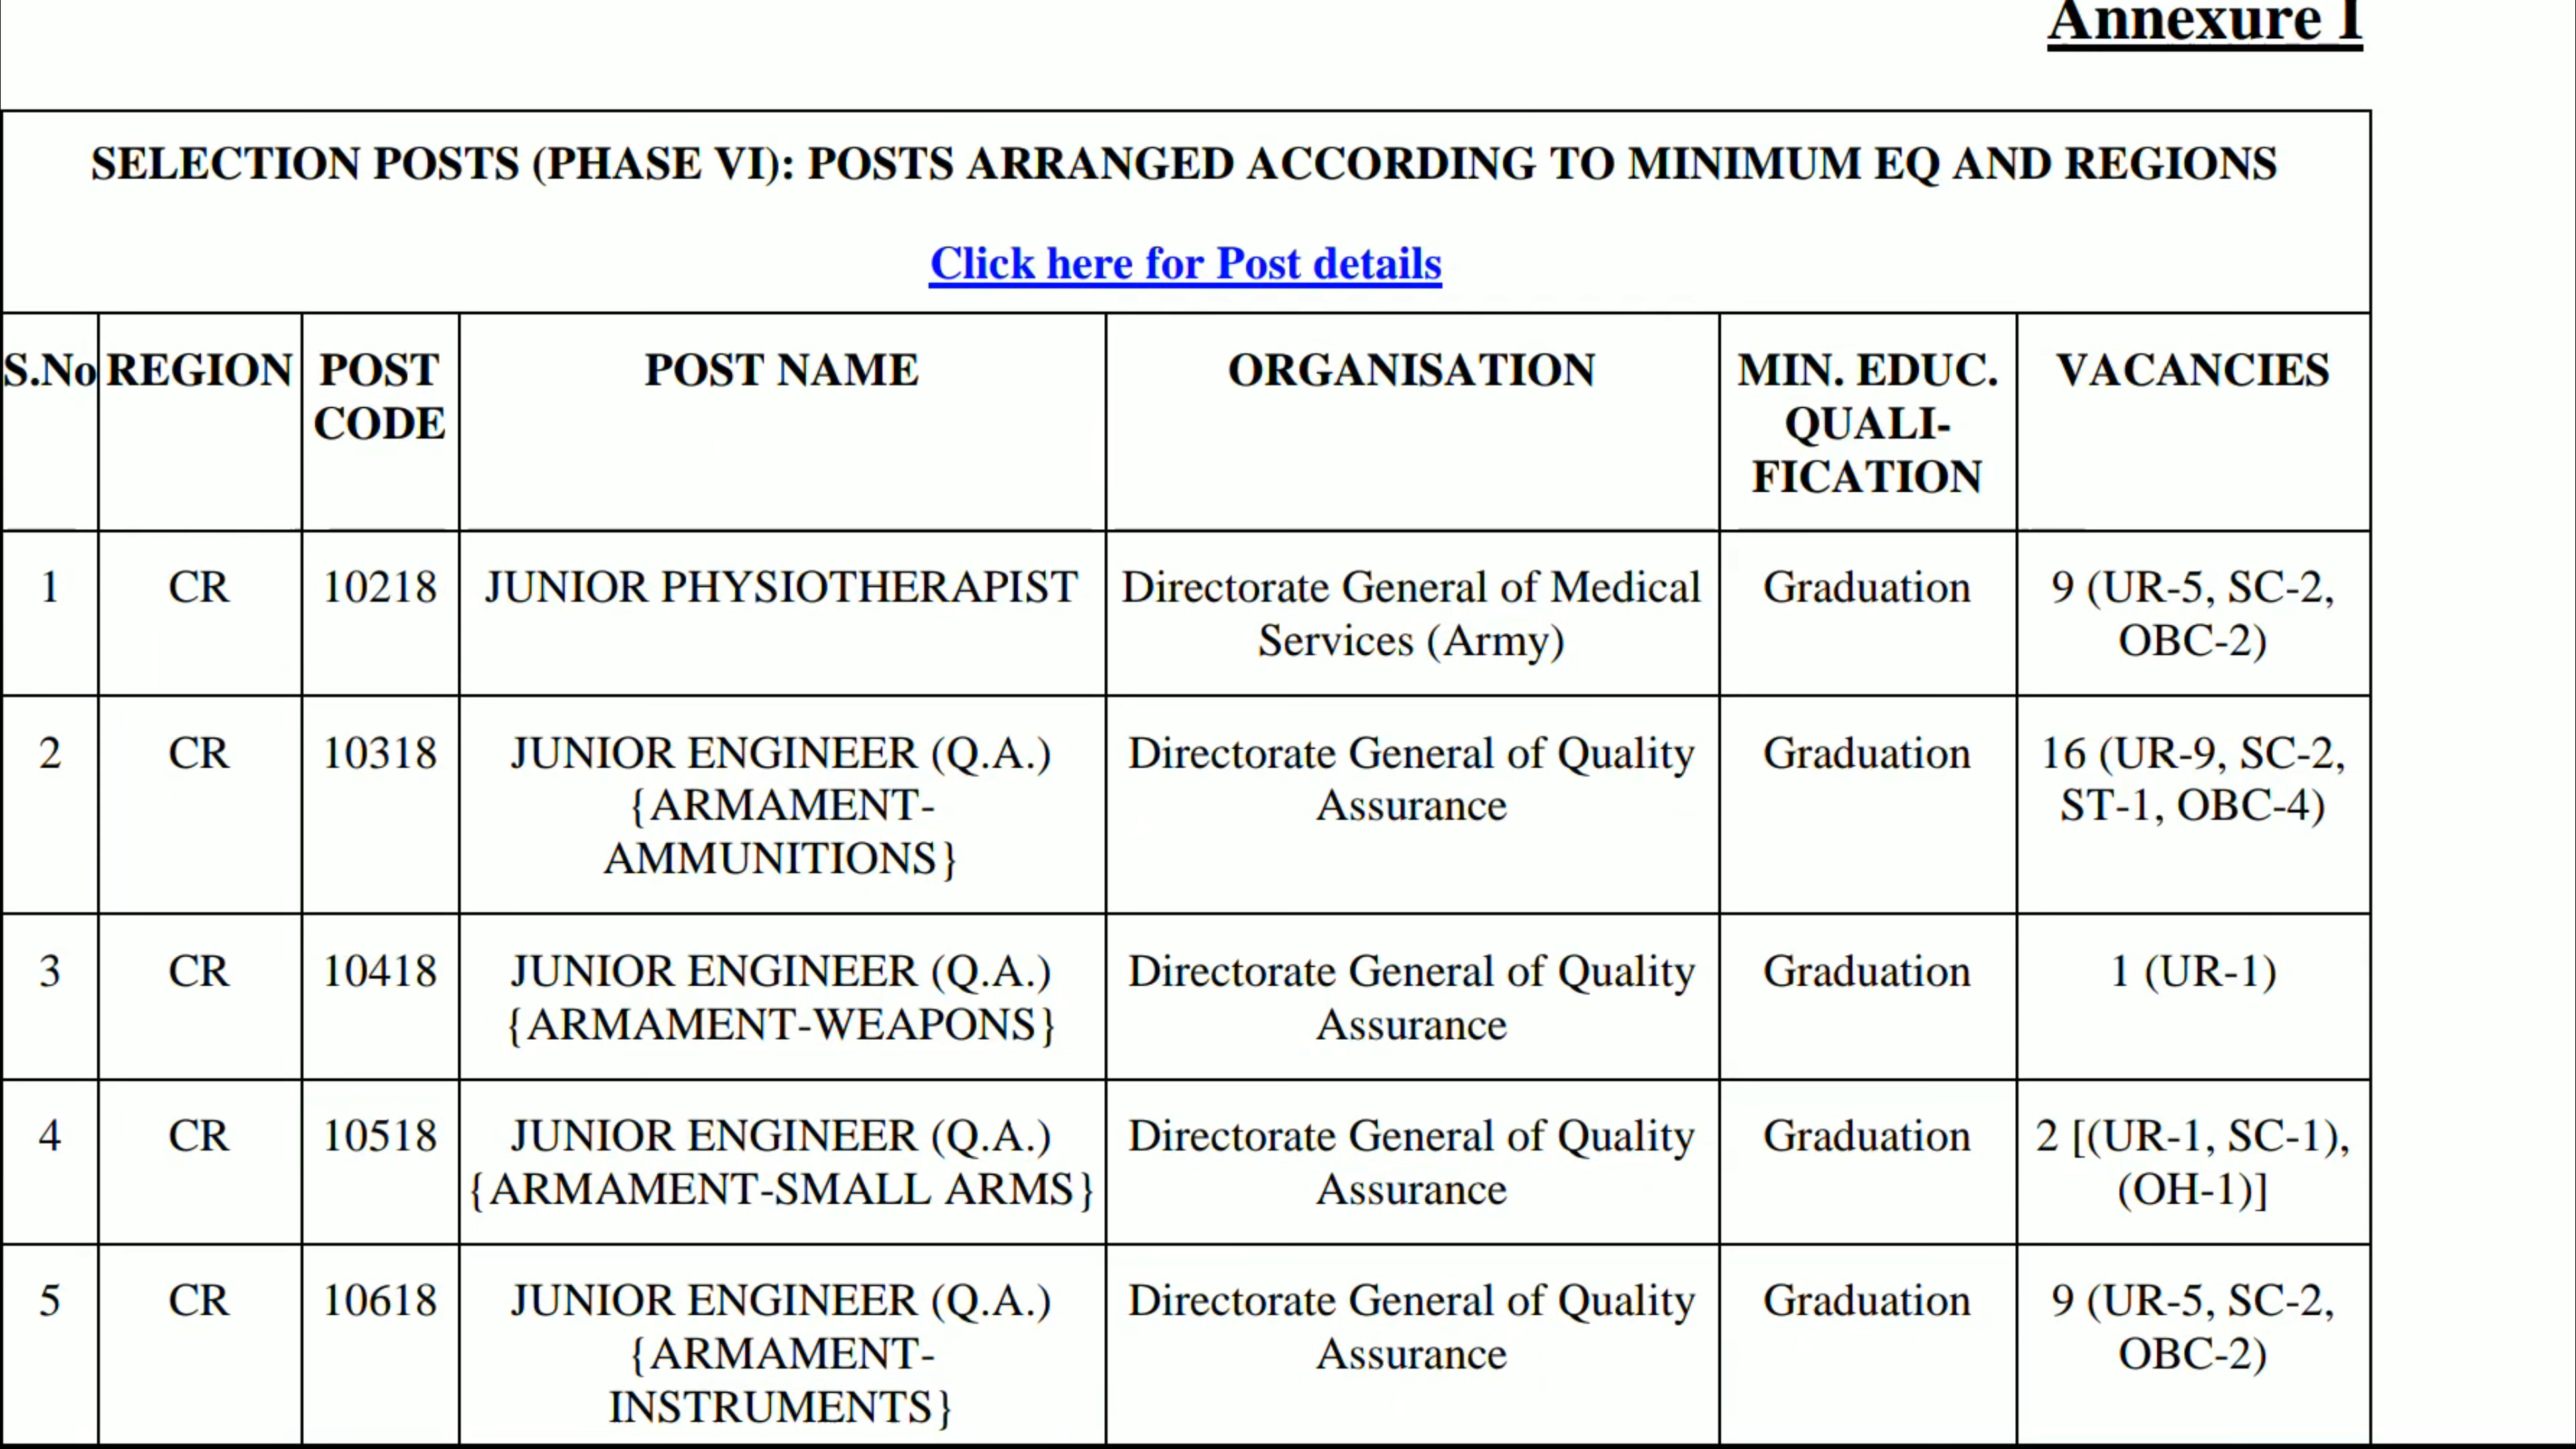 Annexure I
SELECTION POSTS (PHASE VI): POSTS ARRANGED ACCORDING TO MINIMUM EQ AND REGIONS
Click here for Post details
S.No REGION POST CODE POST NAME ORGANISATION MIN. EDUC. QUALI-FICATION VACANCIES
1 CR 10218 JUNIOR PHYSIOTHERAPIST Directorate General of Medical Services (Army) Graduation 9 (UR-5, SC-2, OBC-2)
2 CR 10318 JUNIOR ENGINEER (Q.A.) {ARMAMENT-AMMUNITIONS} Directorate General of Quality Assurance Graduation 16 (UR-9, SC-2, ST-1, OBC-4)
3 CR 10418 JUNIOR ENGINEER (Q.A.) {ARMAMENT-WEAPONS} Directorate General of Quality Assurance Graduation 1 (UR-1)
4 CR 10518 JUNIOR ENGINEER (Q.A.) {ARMAMENT-SMALL ARMS} Directorate General of Quality Assurance Graduation 2 [(UR-1, SC-1), (OH-1)]
5 CR 10618 JUNIOR ENGINEER (Q.A.) {ARMAMENT-INSTRUMENTS} Directorate General of Quality Assurance Graduation 9 (UR-5, SC-2, OBC-2)